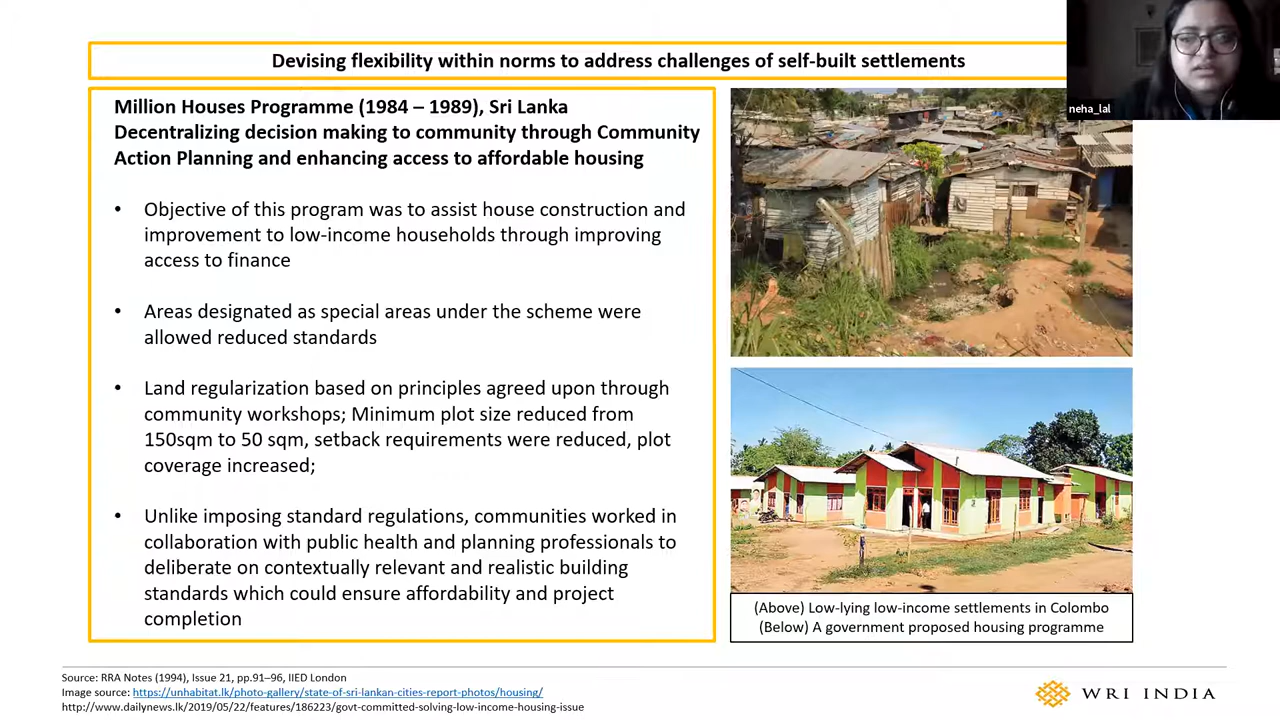 Devising flexibility within norms to address challenges of self-built settlements
neha_lal
Million Houses Programme (1984 – 1989), Sri Lanka
Decentralizing decision making to community through Community
Action Planning and enhancing access to affordable housing
• Objective of this program was to assist house construction and
improvement to low-income households through improving
access to finance
• Areas designated as special areas under the scheme were
allowed reduced standards
• Land regularization based on principles agreed upon through
community workshops; Minimum plot size reduced from
150sqm to 50 sqm, setback requirements were reduced, plot
coverage increased;
• Unlike imposing standard regulations, communities worked in
collaboration with public health and planning professionals to
deliberate on contextually relevant and realistic building
standards which could ensure affordability and project
completion
(Above) Low-lying low-income settlements in Colombo
(Below) A government proposed housing programme
Source: RRA Notes (1994), Issue 21, pp.91–96, IIED London
Image source: https://unhabitat.lk/photo-gallery/state-of-sri-lankan-cities-report-photos/housing/
http://www.dailynews.lk/2019/05/22/features/186223/govt-committed-solving-low-income-housing-issue
WRI INDIA